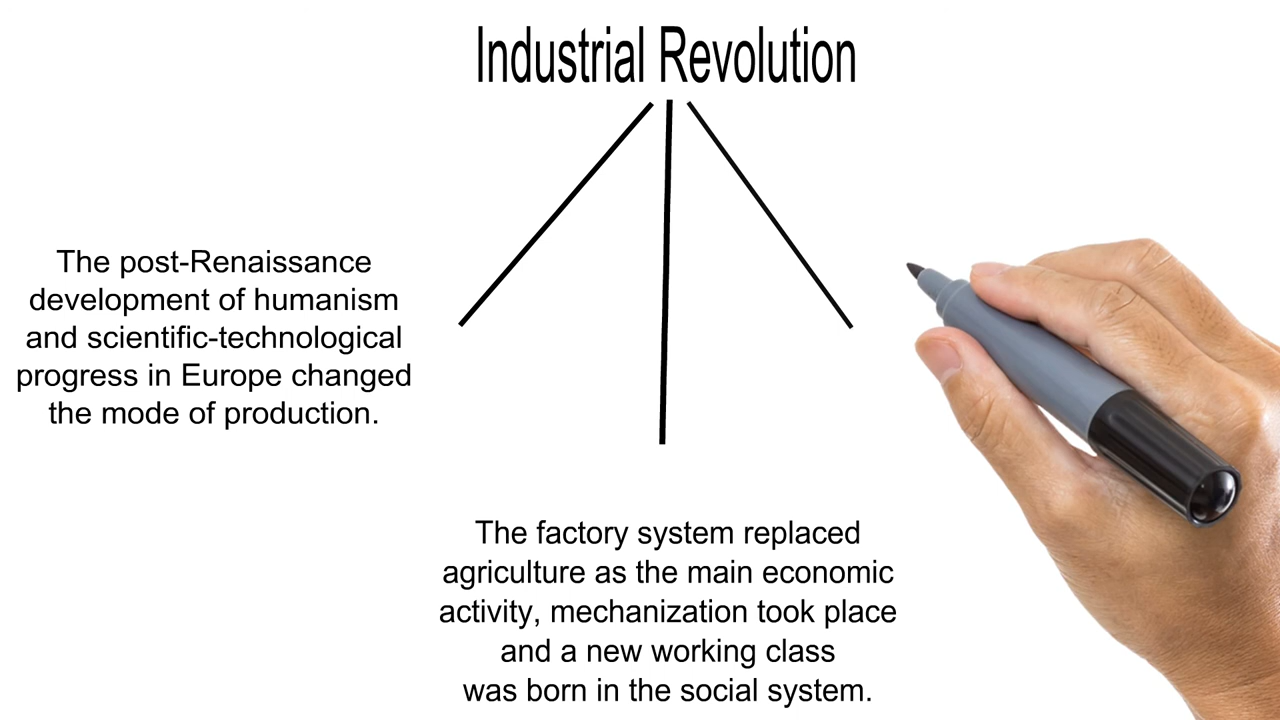 Industrial Revolution
The post-Renaissance
development of humanism
and scientific-technological
progress in Europe changed
the mode of production.
The factory system replaced
agriculture as the main economic
activity, mechanization took place
and a new working class
was born in the social system.